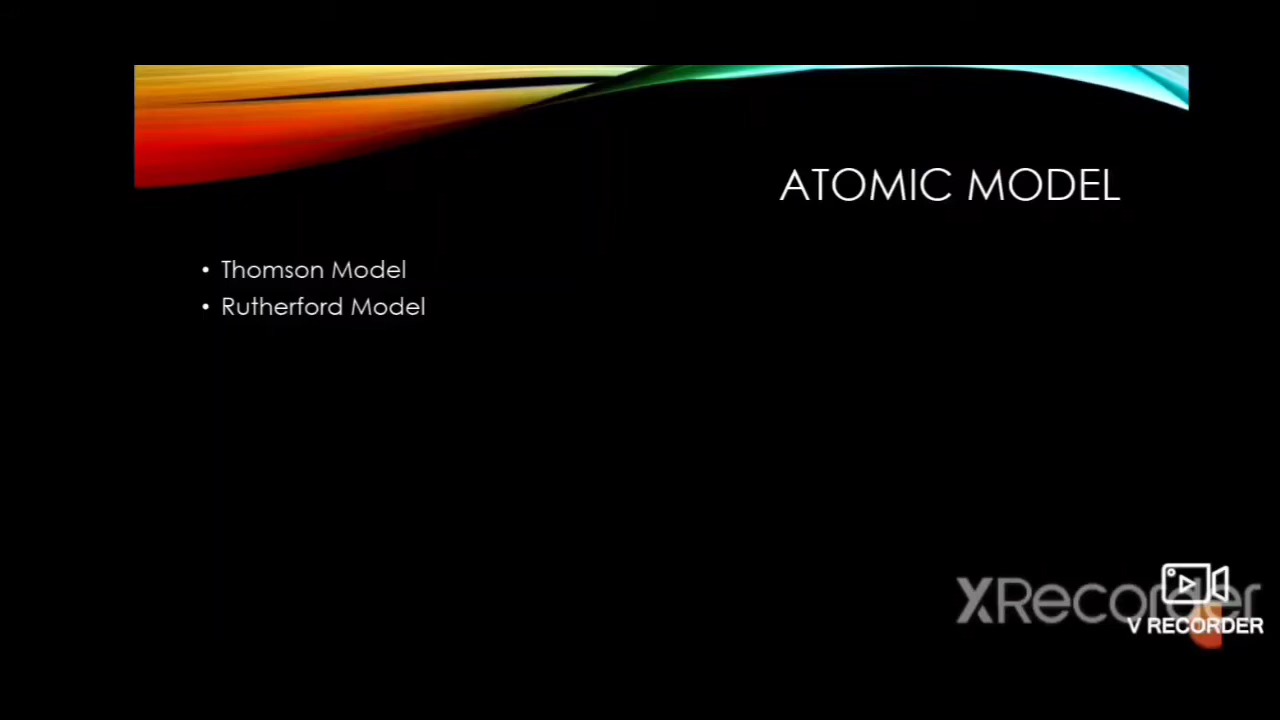 ATOMIC MODEL
• Thomson Model
• Rutherford Model
XRecorder
V RECORDER